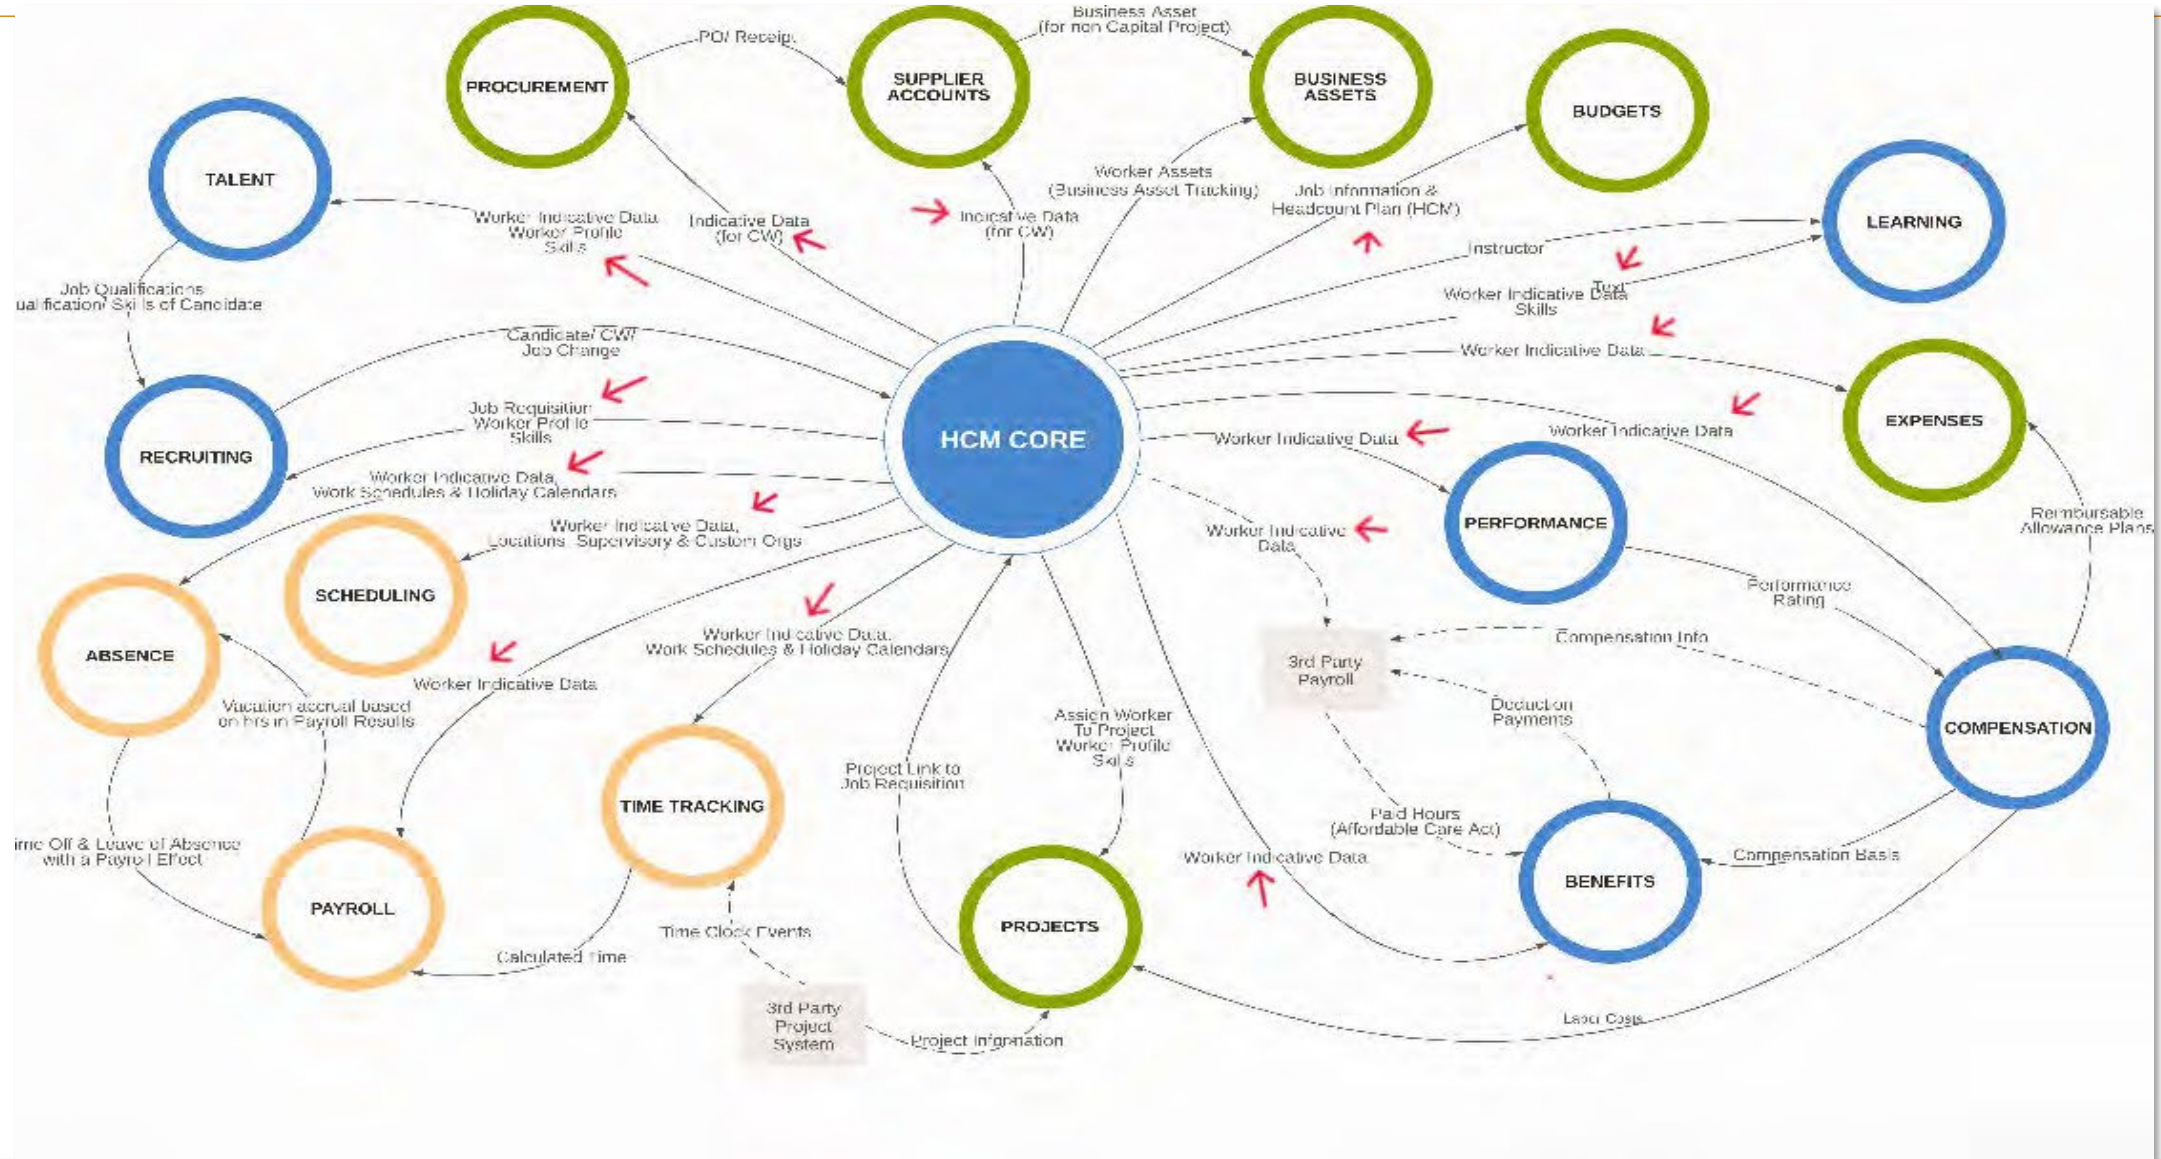 Business Asset
(for non Capital Project)
PO/ Receipt
PROCUREMENT
SUPPLIER
ACCOUNTS
BUSINESS
ASSETS
BUDGETS
TALENT
Worker Assets
(Business Asset Tracking)
Job Information &
Headcount Plan (HCM)
LEARNING
Worker Indicative Data
Worker Profile
Skills
Indicative Data
(for CW)
Indicative Data
(for CW)
Instructor
Job Qualifications
ualification/ Skills of Candidate
Text
Worker Indicative Data
Skills
Candidate/ CW/
Job Change
Worker Indicative Data
Job Requisition
Worker Profile
Skills
HCM CORE
Worker Indicative Data
Worker Indicative Data
EXPENSES
RECRUITING
Worker Indicative Data,
Work Schedules & Holiday Calendars
Worker Indicative Data,
Locations, Supervisory & Custom Orgs
Worker Indicative
Data
PERFORMANCE
Reimbursable
Allowance Plans
SCHEDULING
Performance
Rating
ABSENCE
Worker Indicative Data,
Work Schedules & Holiday Calendars
Compensation Info
3rd Party
Payroll
Worker Indicative Data
Vacation accrual based
on hrs in Payroll Results
Assign Worker
To Project
Worker Profile
Skills
Deduction
Payments
COMPENSATION
Project Link to
Job Requisition
TIME TRACKING
Paid Hours
(Affordable Care Act)
ime Off & Leave of Absence
with a Payroll Effect
Worker Indicative Data
Compensation Basis
BENEFITS
PAYROLL
PROJECTS
Time Clock Events
Calculated Time
3rd Party
Project
System
Project Information
Labor Costs